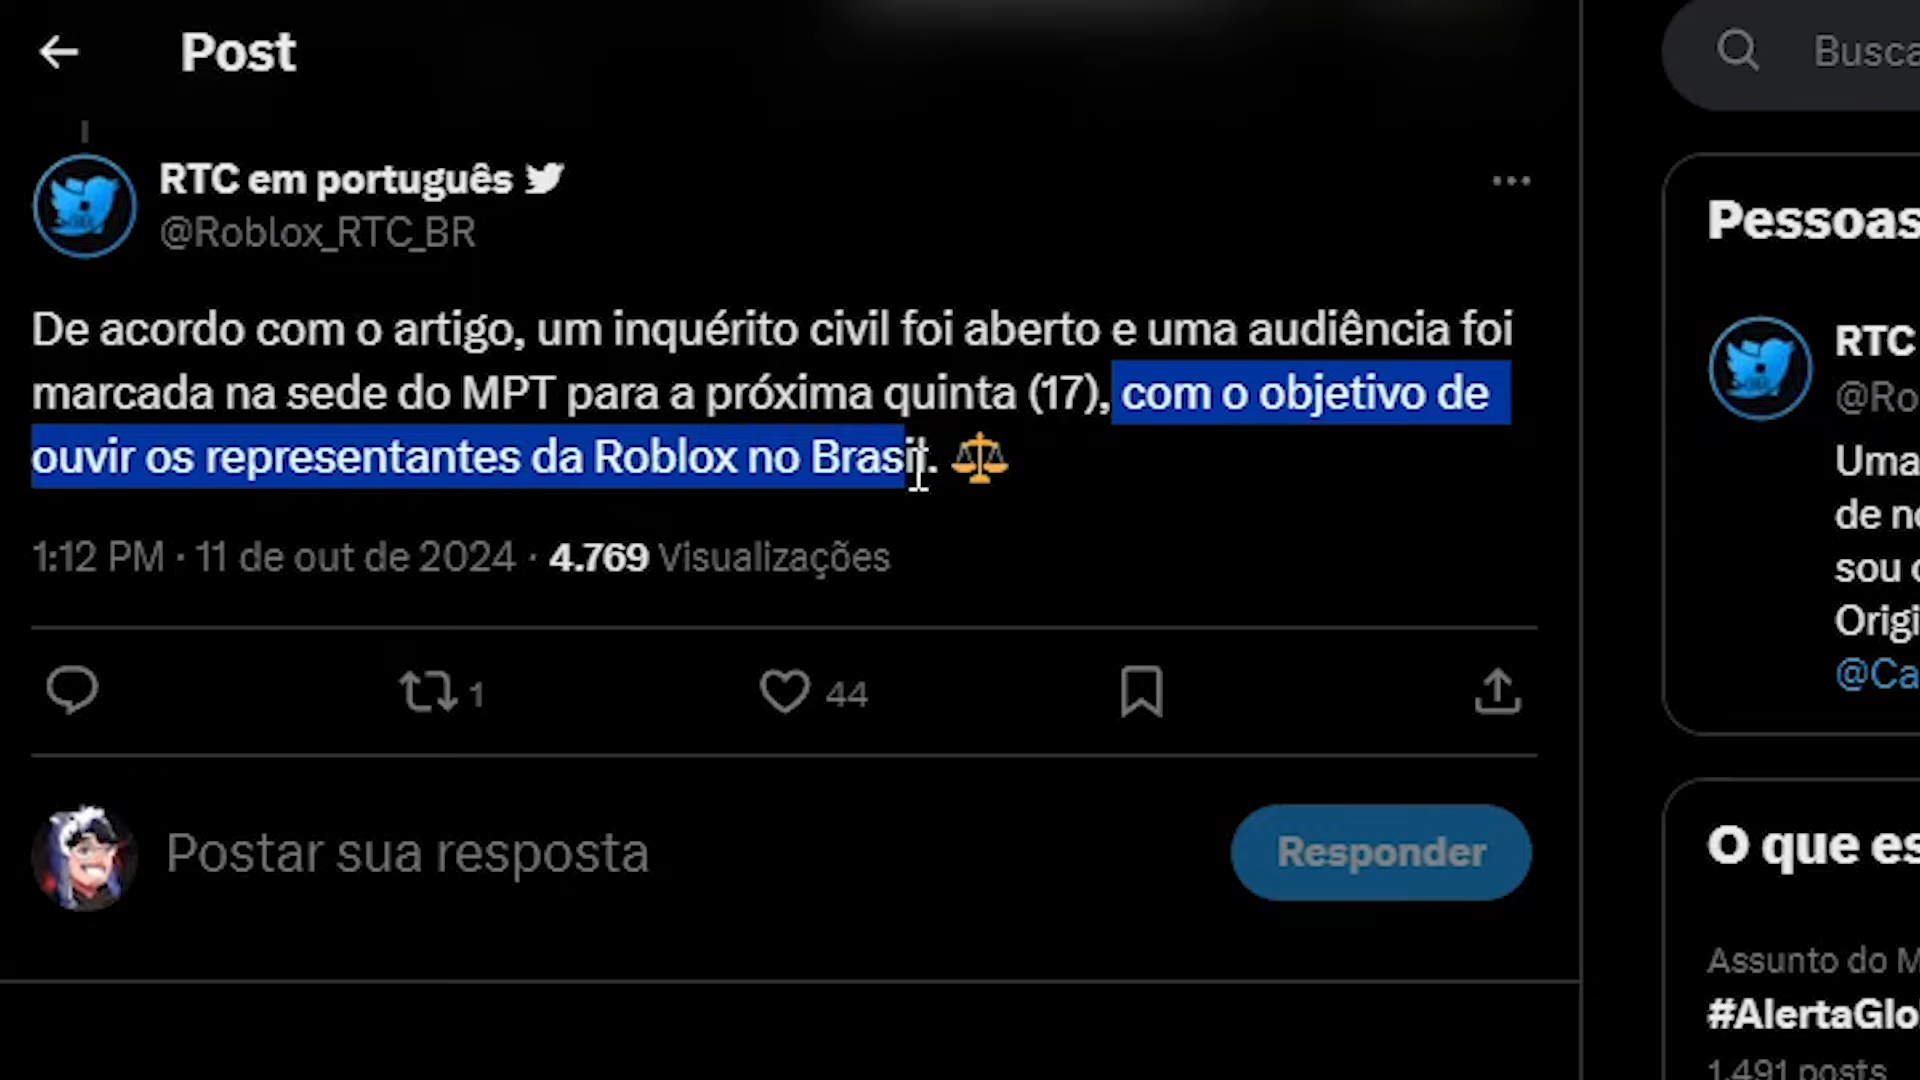 Post
RTC em português
@Roblox_RTC_BR
De acordo com o artigo, um inquérito civil foi aberto e uma audiência foi
marcada na sede do MPT para a próxima quinta (17), com o objetivo de
ouvir os representantes da Roblox no Brasil.
1:12 PM · 11 de out de 2024 · 4.769 Visualizações
1
44
Postar sua resposta
Responder
Busca
Pessoas
RTC
@Ro
Uma
de no
sou
Origi
@Ca
O que es
Assunto do M
#AlertaGlo
1.491 posts